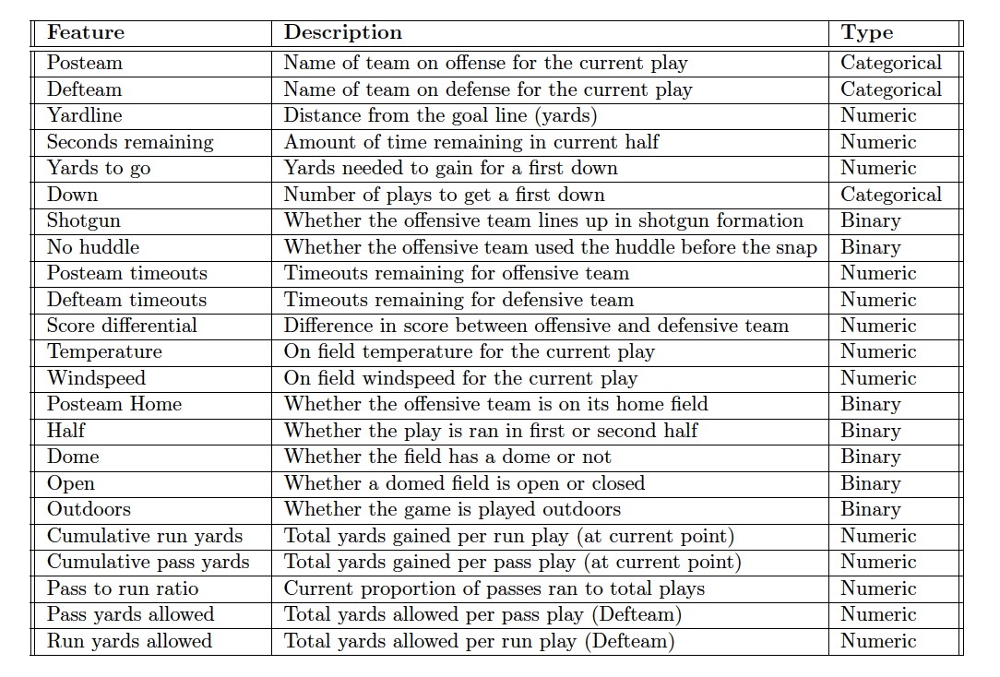 Feature Description Type
Posteam Name of team on offense for the current play Categorical
Defteam Name of team on defense for the current play Categorical
Yardline Distance from the goal line (yards) Numeric
Seconds remaining Amount of time remaining in current half Numeric
Yards to go Yards needed to gain for a first down Numeric
Down Number of plays to get a first down Categorical
Shotgun Whether the offensive team lines up in shotgun formation Binary
No huddle Whether the offensive team used the huddle before the snap Binary
Posteam timeouts Timeouts remaining for offensive team Numeric
Defteam timeouts Timeouts remaining for defensive team Numeric
Score differential Difference in score between offensive and defensive team Numeric
Temperature On field temperature for the current play Numeric
Windspeed On field windspeed for the current play Numeric
Posteam Home Whether the offensive team is on its home field Binary
Half Whether the play is ran in first or second half Binary
Dome Whether the field has a dome or not Binary
Open Whether a domed field is open or closed Binary
Outdoors Whether the game is played outdoors Binary
Cumulative run yards Total yards gained per run play (at current point) Numeric
Cumulative pass yards Total yards gained per pass play (at current point) Numeric
Pass to run ratio Current proportion of passes ran to total plays Numeric
Pass yards allowed Total yards allowed per pass play (Defteam) Numeric
Run yards allowed Total yards allowed per run play (Defteam) Numeric